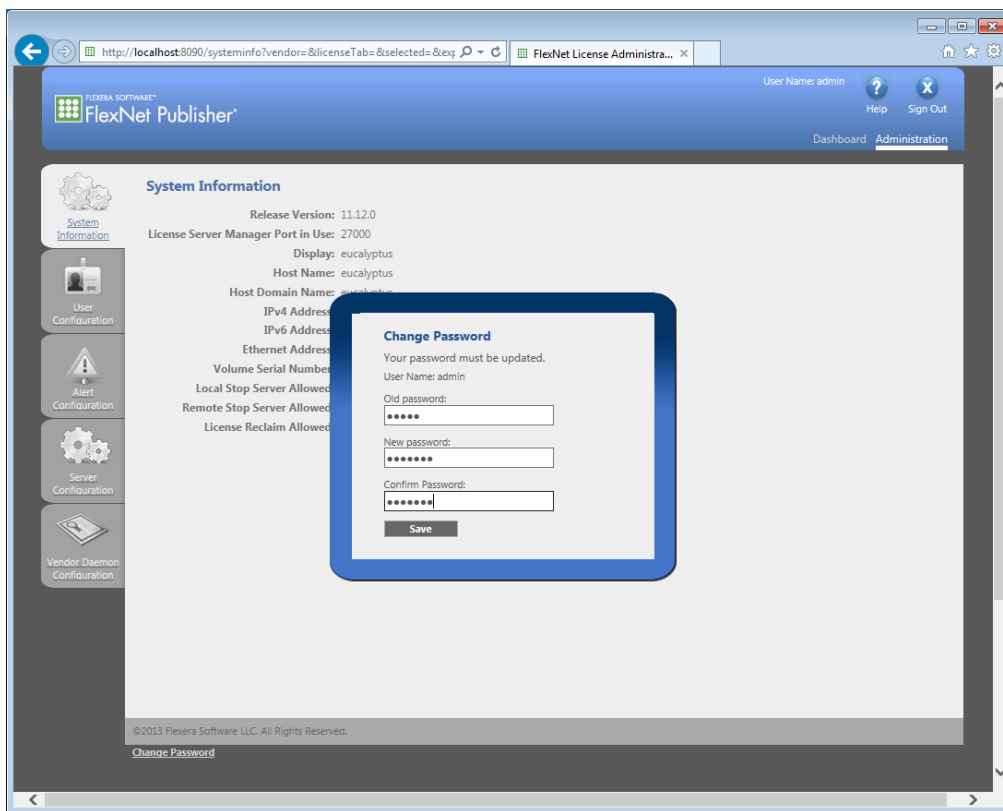 http://localhost:8090/systeminfo?vendor=&licenseTab=&selected=&exp
FlexNet License Administra...
User Name: admin
FLEXERA SOFTWARE™
FlexNet Publisher®
Help
Sign Out
Dashboard
Administration
System Information
System
Information
User
Configuration
Alert
Configuration
Server
Configuration
Vendor Daemon
Configuration
Release Version: 11.12.0
License Server Manager Port in Use: 27000
Display: eucalyptus
Host Name: eucalyptus
Host Domain Name: eucalyptus
IPv4 Address
IPv6 Address
Ethernet Address
Volume Serial Number
Local Stop Server Allowed
Remote Stop Server Allowed
License Reclaim Allowed
Change Password
Your password must be updated.
User Name: admin
Old password:
•••••
New password:
•••••••
Confirm Password:
•••••••
Save
©2013 Flexera Software LLC. All Rights Reserved.
Change Password